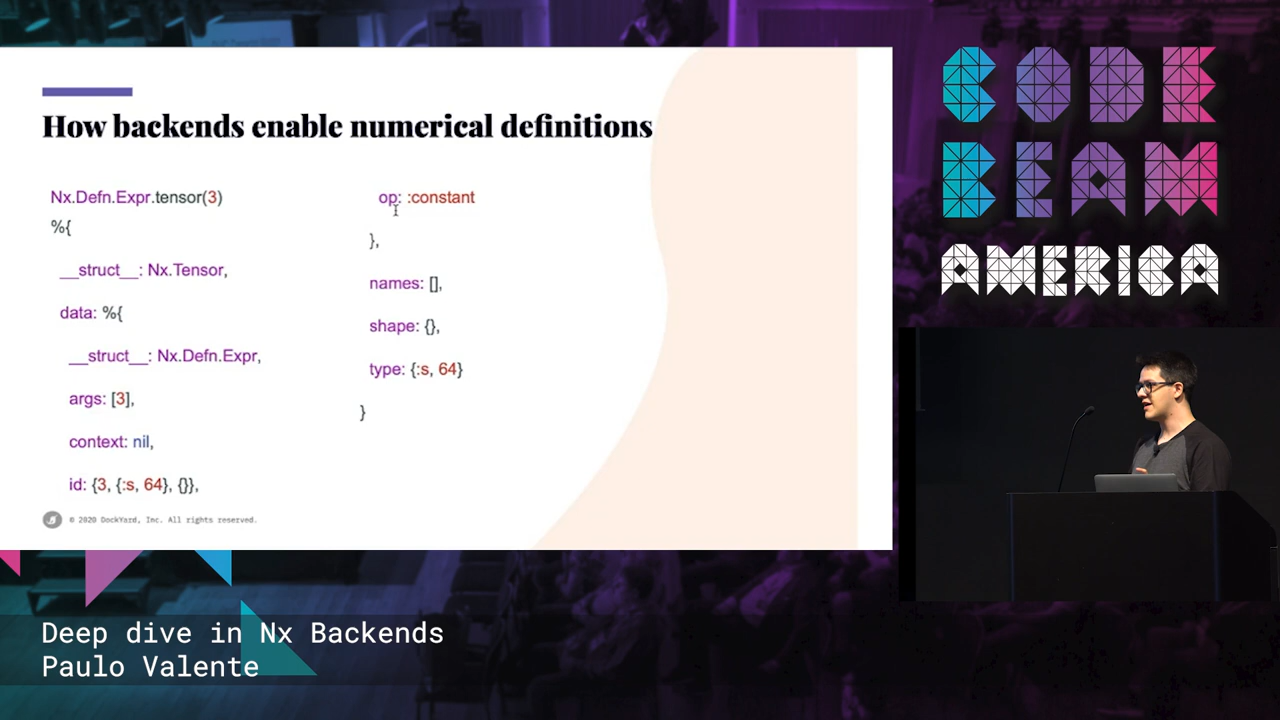 How backends enable numerical definitions
Nx.Defn.Expr.tensor(3)
%{
__struct__: Nx.Tensor,
data: %{
__struct__: Nx.Defn.Expr,
args: [3],
context: nil,
id: {3, {:s, 64}, {}},
op: :constant
},
names: [],
shape: {},
type: {:s, 64}
}
© 2020 DockYard, Inc. All rights reserved.
CODE
BEAM
AMERICA
Deep dive in Nx Backends
Paulo Valente